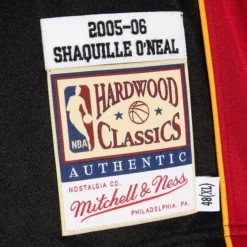 2005-06
SHAQUILLE O'NEAL
HARDWOOD
CLASSICS
NBA
AUTHENTIC
NOSTALGIA CO.
Mitchell & Ness
PHILADELPHIA, PA.
48(XL)